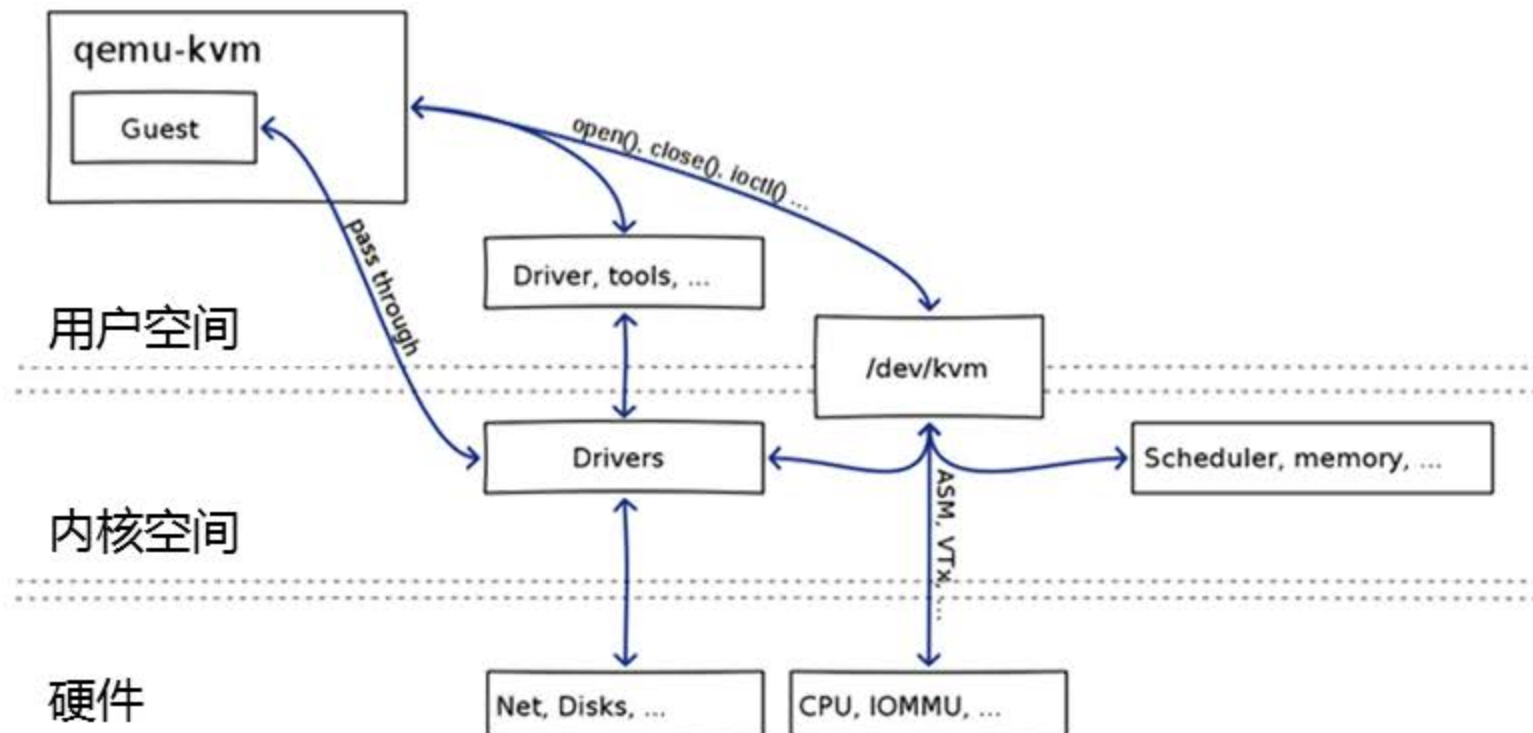 qemu-kvm
Guest
open(), close(), ioctl() ...
pass through
Driver, tools, ...
用户空间
/dev/kvm
Drivers
Scheduler, memory, ...
ASM, VTx, ...
内核空间
硬件
Net, Disks, ...
CPU, IOMMU, ...